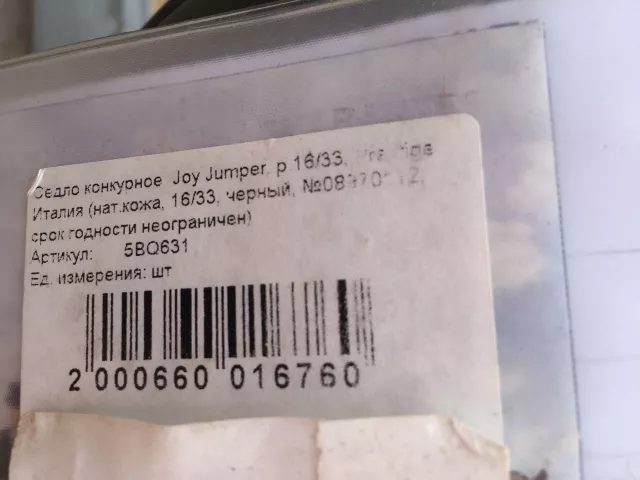 Седло конкурное Joy Jumper, р 16/33,
Италия (нат.кожа, 16/33, черный,
срок годности неограничен)
Артикул: 5BQ631
Ед. измерения: шт
2 000660 016760